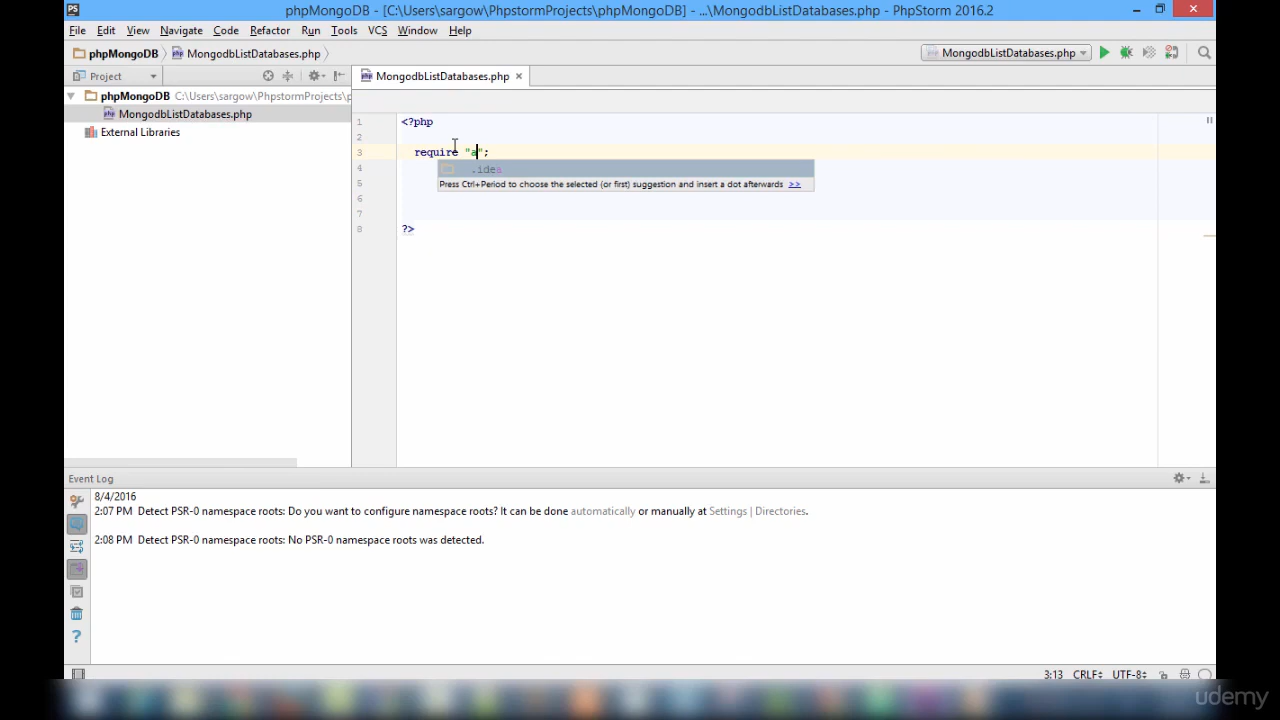 PS phpMongoDB - [C:\Users\sargow\PhpstormProjects\phpMongoDB] - ...\MongodbListDatabases.php - PhpStorm 2016.2
File Edit View Navigate Code Refactor Run Tools VCS Window Help
phpMongoDB MongodbListDatabases.php MongodbListDatabases.php
Project MongodbListDatabases.php
phpMongoDB C:\Users\sargow\PhpstormProjects\p
MongodbListDatabases.php
External Libraries
1 <?php
2
3 require "a";
4 .idea
5 Press Ctrl+Period to choose the selected (or first) suggestion and insert a dot afterwards >>
6
7
8 ?>
Event Log
8/4/2016
2:07 PM Detect PSR-0 namespace roots: Do you want to configure namespace roots? It can be done automatically or manually at Settings | Directories.
2:08 PM Detect PSR-0 namespace roots: No PSR-0 namespace roots was detected.
3:13 CRLF UTF-8
udemy